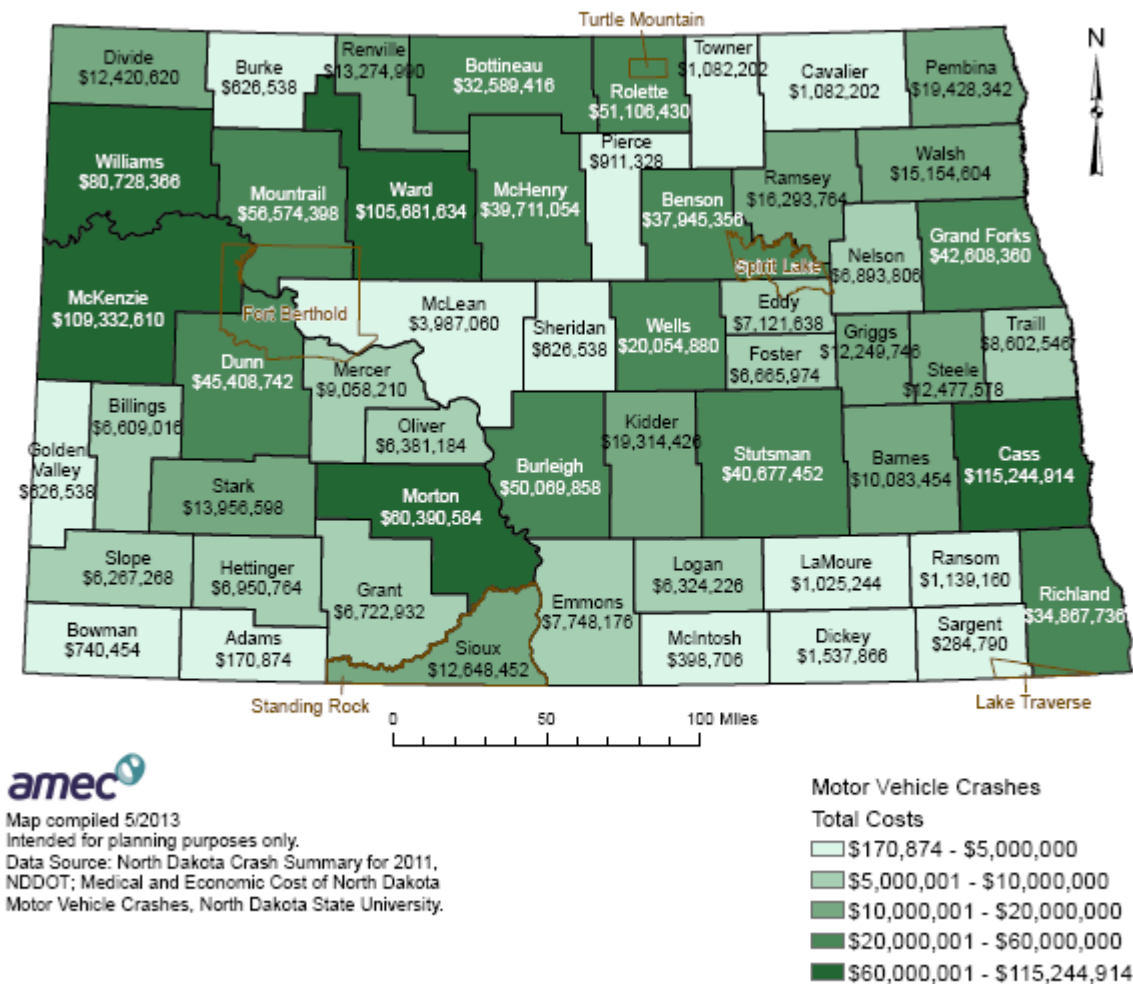 Turtle Mountain
N
Divide
$12,420,620
Burke
$626,538
Renville
$13,274,990
Bottineau
$32,589,416
Rolette
$51,106,430
Towner
$1,082,202
Cavalier
$1,082,202
Pembina
$19,428,342
Williams
$80,728,366
Mountrail
$56,574,398
Ward
$105,681,634
McHenry
$39,711,054
Pierce
$911,328
Benson
$37,945,356
Ramsey
$16,293,764
Walsh
$15,154,604
Spirit Lake
Nelson
$6,893,806
Grand Forks
$42,608,360
McKenzie
$109,332,610
Fort Berthold
Dunn
$45,408,742
McLean
$3,987,060
Mercer
$9,058,210
Oliver
$6,381,184
Sheridan
$626,538
Wells
$20,054,880
Eddy
$7,121,638
Foster
$6,665,974
Griggs
$12,249,746
Steele
$12,477,578
Traill
$8,602,546
Golden
Valley
$626,538
Billings
$6,609,016
Stark
$13,956,598
Morton
$60,390,584
Burleigh
$50,069,858
Kidder
$19,314,426
Stutsman
$40,677,452
Barnes
$10,083,454
Cass
$115,244,914
Slope
$6,267,268
Hettinger
$6,950,764
Grant
$6,722,932
Emmons
$7,748,176
Logan
$6,324,226
LaMoure
$1,025,244
Ransom
$1,139,160
Richland
$34,867,736
Bowman
$740,454
Adams
$170,874
Sioux
$12,648,452
McIntosh
$398,706
Dickey
$1,537,866
Sargent
$284,790
Standing Rock
Lake Traverse
0 50 100 Miles
amec
Map compiled 5/2013
Intended for planning purposes only.
Data Source: North Dakota Crash Summary for 2011,
NDDOT; Medical and Economic Cost of North Dakota
Motor Vehicle Crashes, North Dakota State University.
Motor Vehicle Crashes
Total Costs
$170,874 - $5,000,000
$5,000,001 - $10,000,000
$10,000,001 - $20,000,000
$20,000,001 - $60,000,000
$60,000,001 - $115,244,914